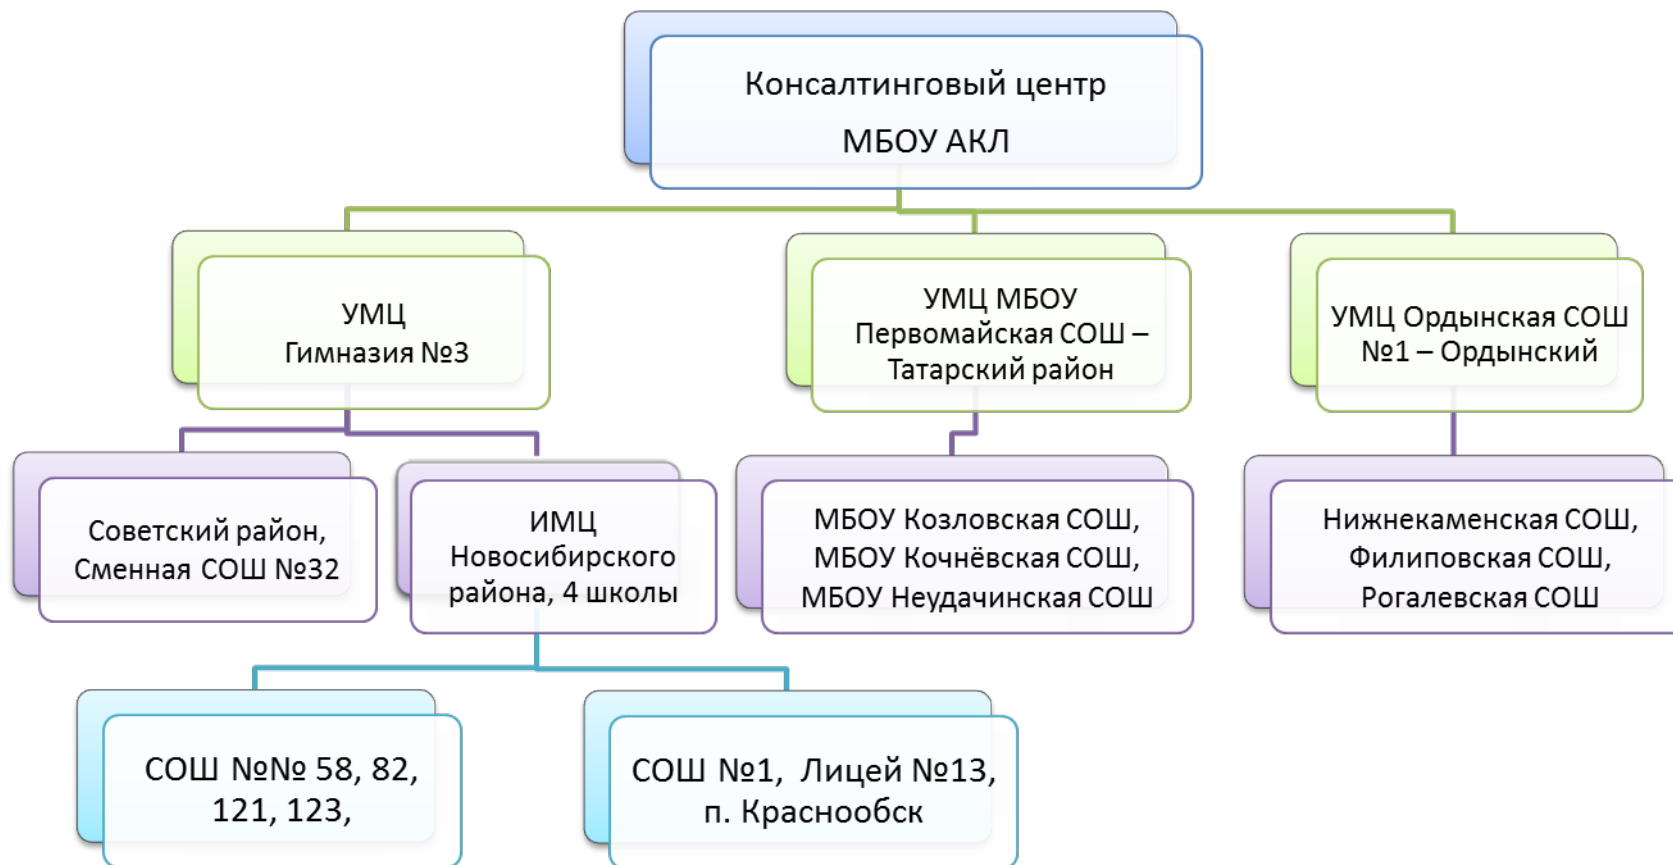 Консалтинговый центр
МБОУ АКЛ
УМЦ
Гимназия №3
УМЦ МБОУ
Первомайская СОШ –
Татарский район
УМЦ Ордынская СОШ
№1 – Ордынский
Советский район,
Сменная СОШ №32
ИМЦ
Новосибирского
района, 4 школы
МБОУ Козловская СОШ,
МБОУ Кочнёвская СОШ,
МБОУ Неудачинская СОШ
Нижнекаменская СОШ,
Филиповская СОШ,
Рогалевская СОШ
СОШ №№ 58, 82,
121, 123,
СОШ №1, Лицей №13,
п. Краснообск